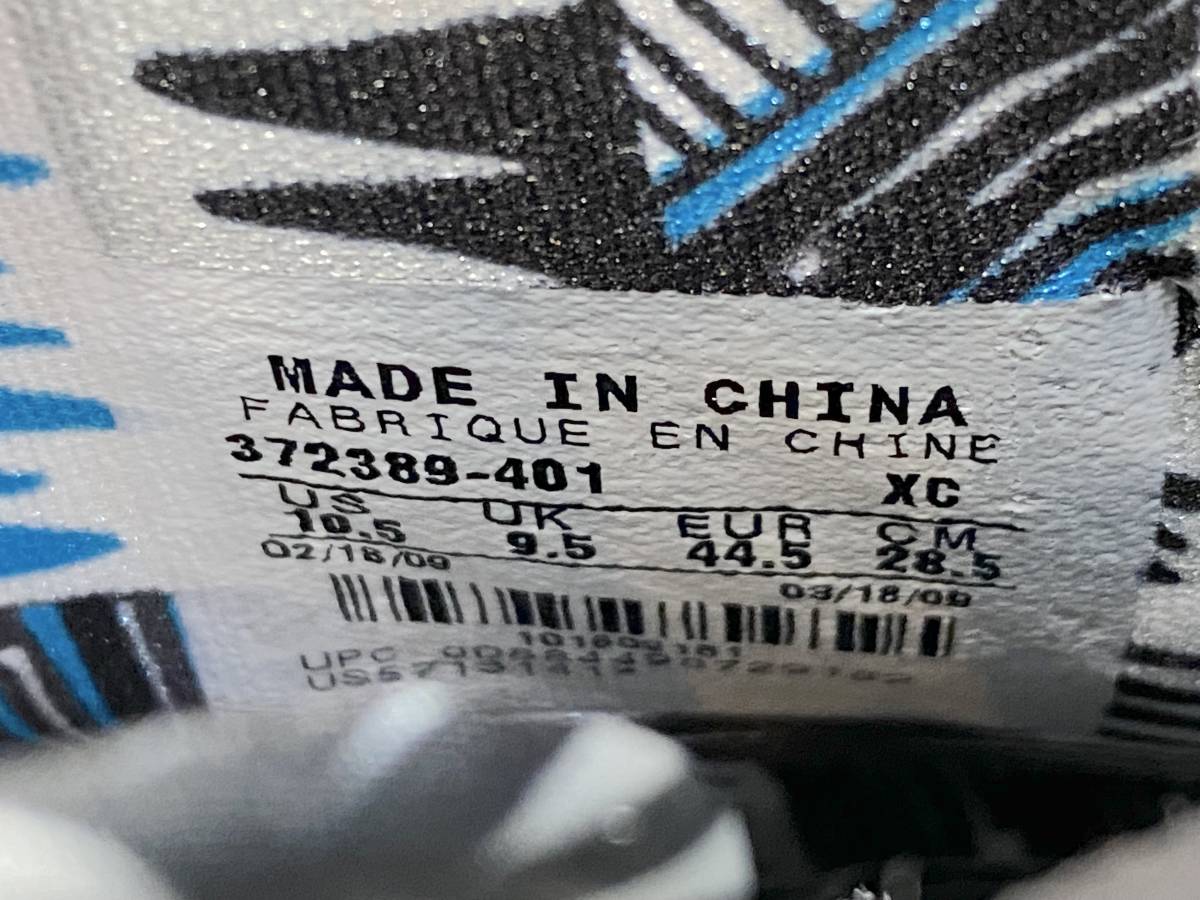 MADE IN CHINA
FABRIQUE EN CHINE
372389-401 XC
US UK EUR CM
10.5 9.5 44.5 28.5
02/18/09 03/18/09
UPC